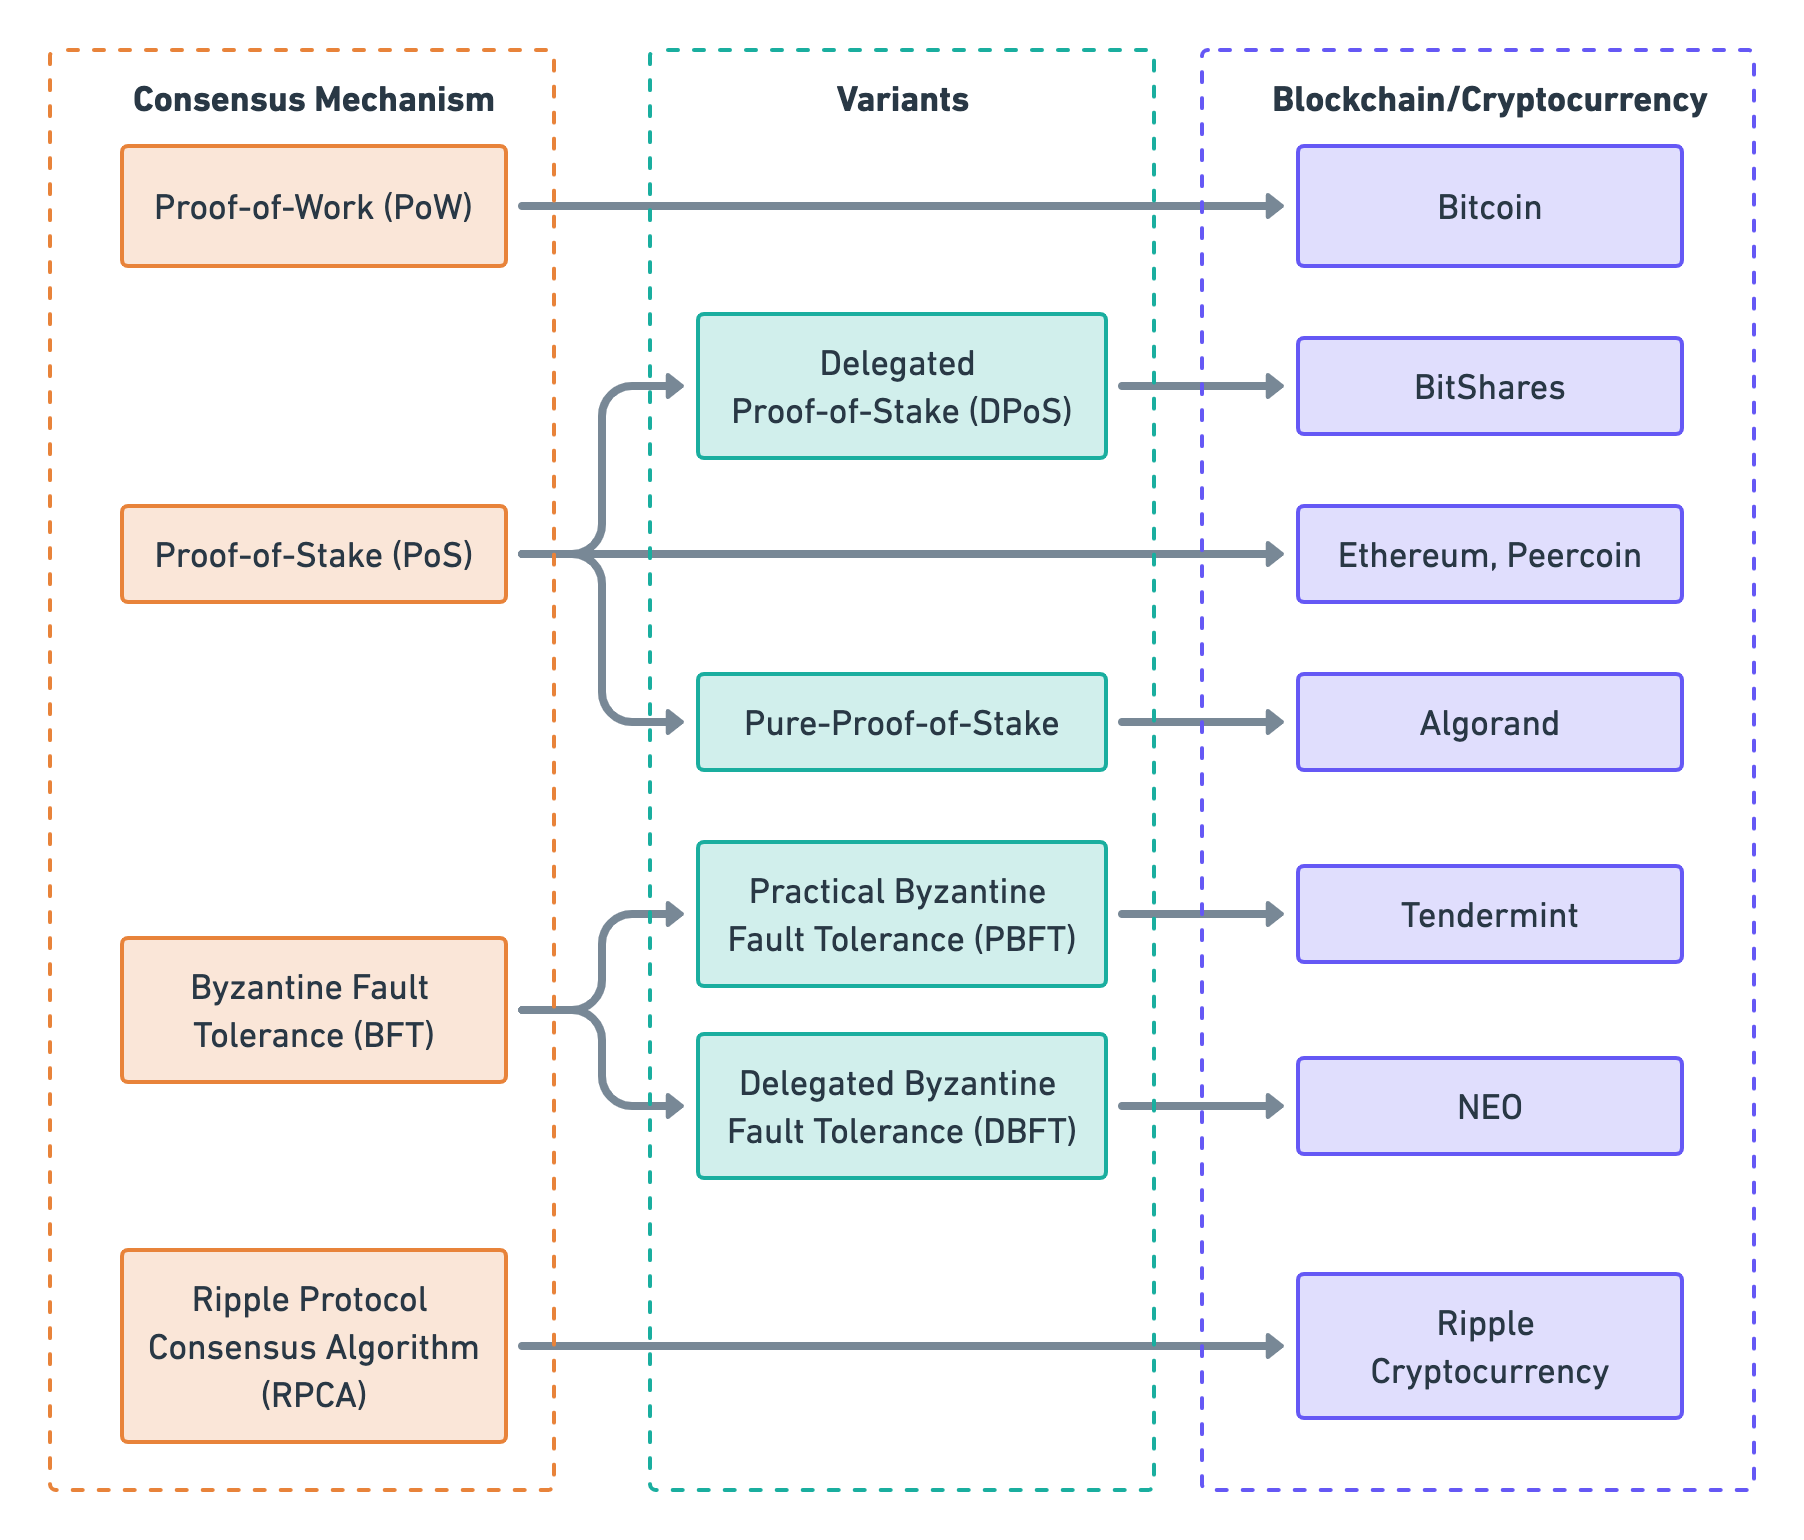 Consensus Mechanism
Variants
Blockchain/Cryptocurrency
Proof-of-Work (PoW)
Bitcoin
Delegated
Proof-of-Stake (DPoS)
BitShares
Proof-of-Stake (PoS)
Ethereum, Peercoin
Pure-Proof-of-Stake
Algorand
Practical Byzantine
Fault Tolerance (PBFT)
Tendermint
Byzantine Fault
Tolerance (BFT)
Delegated Byzantine
Fault Tolerance (DBFT)
NEO
Ripple Protocol
Consensus Algorithm
(RPCA)
Ripple
Cryptocurrency